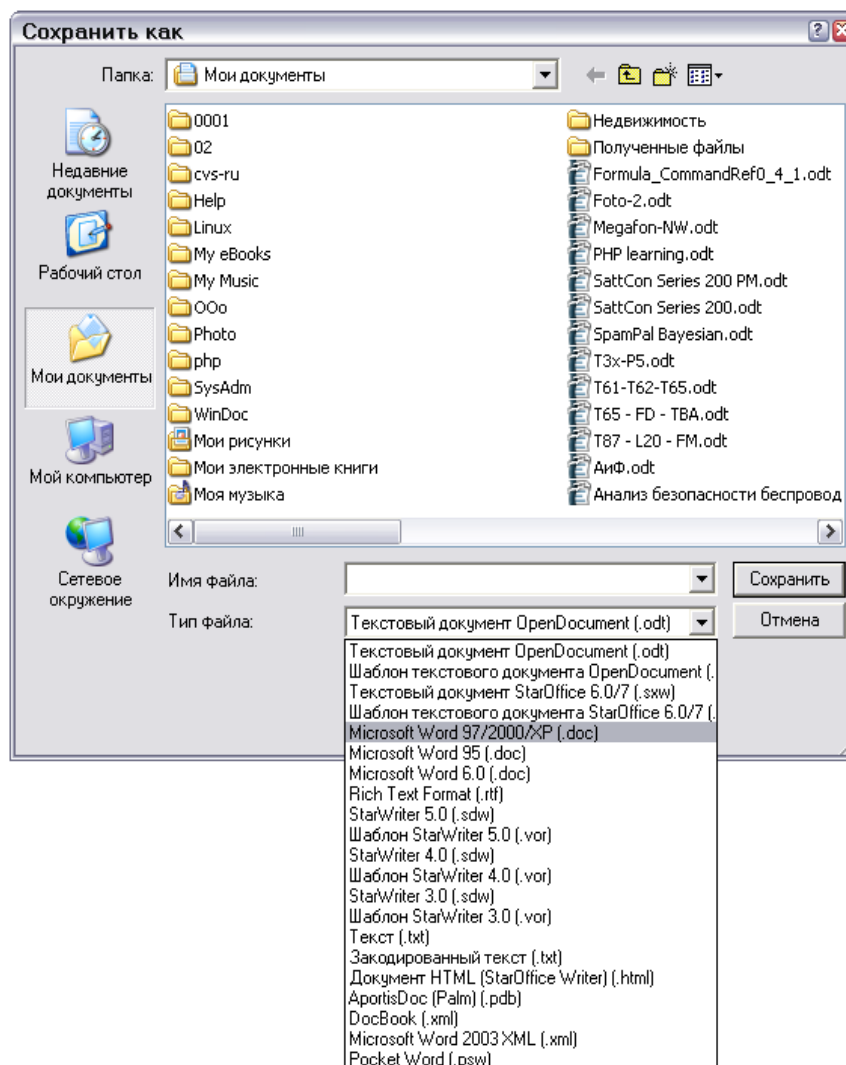 Сохранить как
Папка:
Мои документы
Недавние документы
Рабочий стол
Мои документы
Мой компьютер
Сетевое окружение
0001
02
cvs-ru
Help
Linux
My eBooks
My Music
OOo
Photo
php
SysAdm
WinDoc
Мои рисунки
Мои электронные книги
Моя музыка
Недвижимость
Полученные файлы
Formula_CommandRef0_4_1.odt
Foto-2.odt
Megafon-NW.odt
PHP learning.odt
SattCon Series 200 PM.odt
SattCon Series 200.odt
SpamPal Bayesian.odt
T3x-P5.odt
T61-T62-T65.odt
T65 - FD - TBA.odt
T87 - L20 - FM.odt
АиФ.odt
Анализ безопасности беспровод
Имя файла:
Сохранить
Тип файла:
Текстовый документ OpenDocument (.odt)
Отмена
Текстовый документ OpenDocument (.odt)
Шаблон текстового документа OpenDocument (.
Текстовый документ StarOffice 6.0/7 (.sxw)
Шаблон текстового документа StarOffice 6.0/7 (.
Microsoft Word 97/2000/XP (.doc)
Microsoft Word 95 (.doc)
Microsoft Word 6.0 (.doc)
Rich Text Format (.rtf)
StarWriter 5.0 (.sdw)
Шаблон StarWriter 5.0 (.vor)
StarWriter 4.0 (.sdw)
Шаблон StarWriter 4.0 (.vor)
StarWriter 3.0 (.sdw)
Шаблон StarWriter 3.0 (.vor)
Текст (.txt)
Закодированный текст (.txt)
Документ HTML (StarOffice Writer) (.html)
AportisDoc (Palm) (.pdb)
DocBook (.xml)
Microsoft Word 2003 XML (.xml)
Pocket Word (.psw)